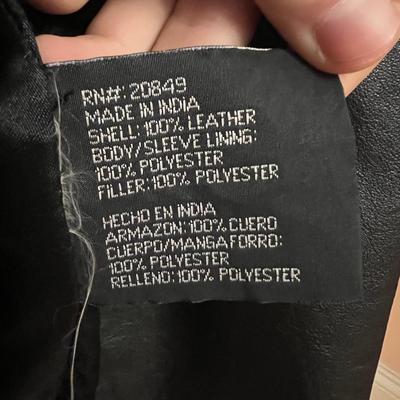 RN#: 20849
MADE IN INDIA
SHELL: 100% LEATHER
BODY/SLEEVE LINING:
100% POLYESTER
FILLER: 100% POLYESTER
HECHO EN INDIA
ARMAZON: 100% CUERO
CUERPO/MANGA FORRO:
100% POLYESTER
RELLENO: 100% POLYESTER